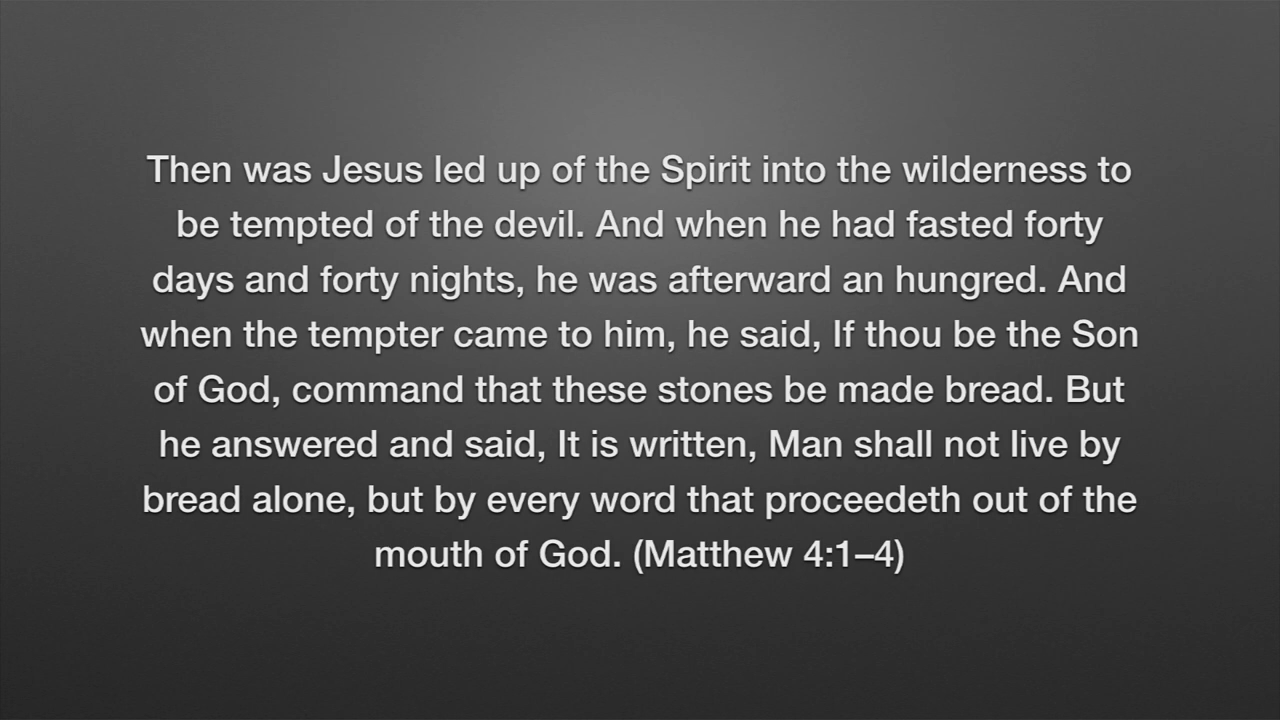 Then was Jesus led up of the Spirit into the wilderness to
be tempted of the devil. And when he had fasted forty
days and forty nights, he was afterward an hungred. And
when the tempter came to him, he said, If thou be the Son
of God, command that these stones be made bread. But
he answered and said, It is written, Man shall not live by
bread alone, but by every word that proceedeth out of the
mouth of God. (Matthew 4:1–4)